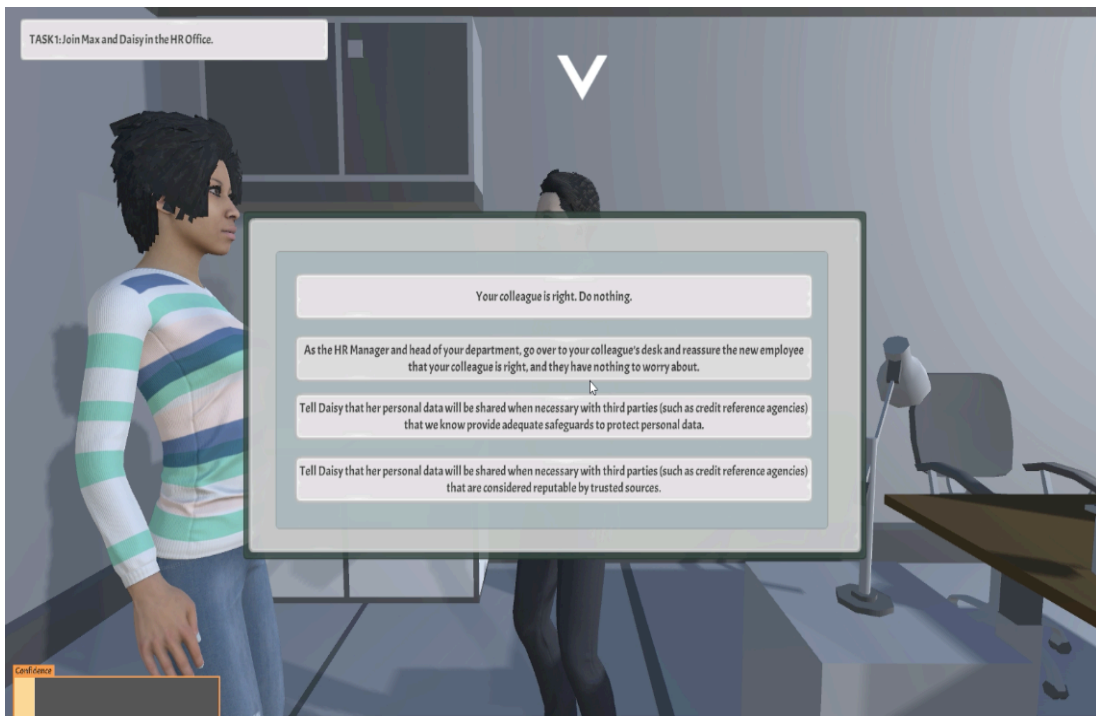 TASK 1: Join Max and Daisy in the HR Office.
Your colleague is right. Do nothing.
As the HR Manager and head of your department, go over to your colleague's desk and reassure the new employee
that your colleague is right, and they have nothing to worry about.
Tell Daisy that her personal data will be shared when necessary with third parties (such as credit reference agencies)
that we know provide adequate safeguards to protect personal data.
Tell Daisy that her personal data will be shared when necessary with third parties (such as credit reference agencies)
that are considered reputable by trusted sources.
Confidence